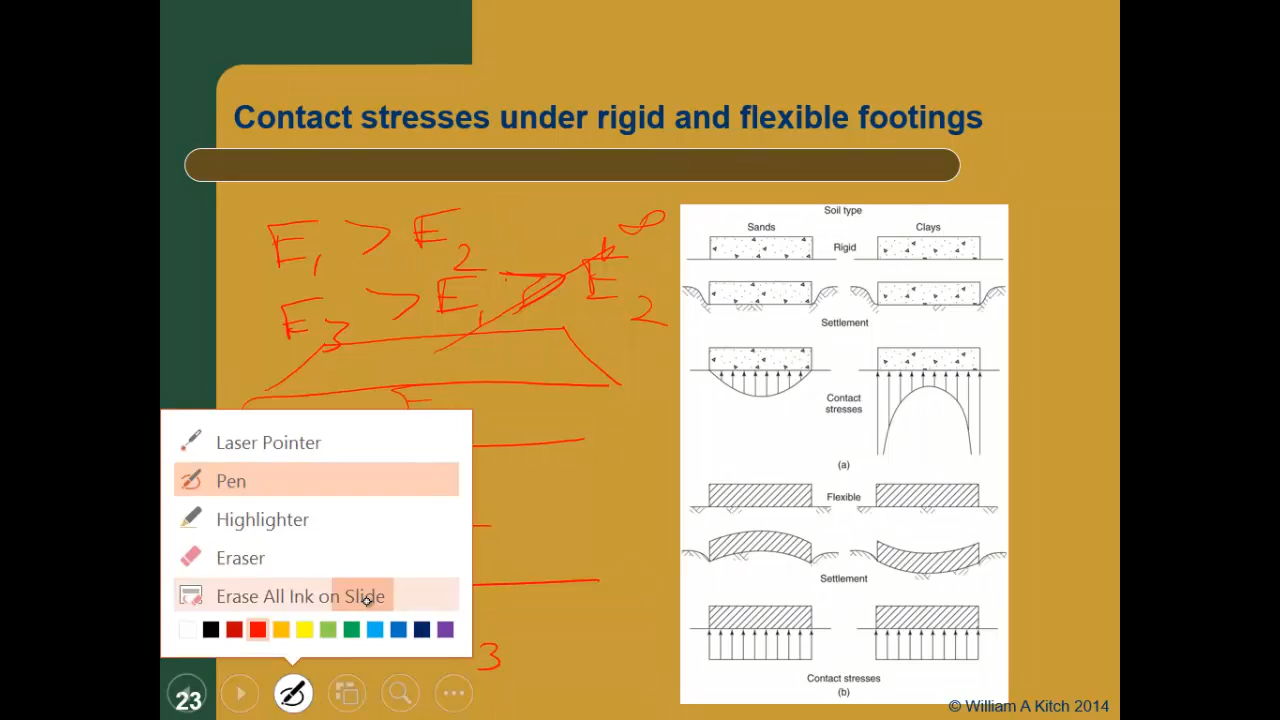 Contact stresses under rigid and flexible footings
E1 > E2
∞
E3 > E1 > E2
E
3
Laser Pointer
Pen
Highlighter
Eraser
Erase All Ink on Slide
23
Soil type
Sands
Clays
Rigid
Settlement
Contact
stresses
(a)
Flexible
Settlement
Contact stresses
(b)
© William A Kitch 2014